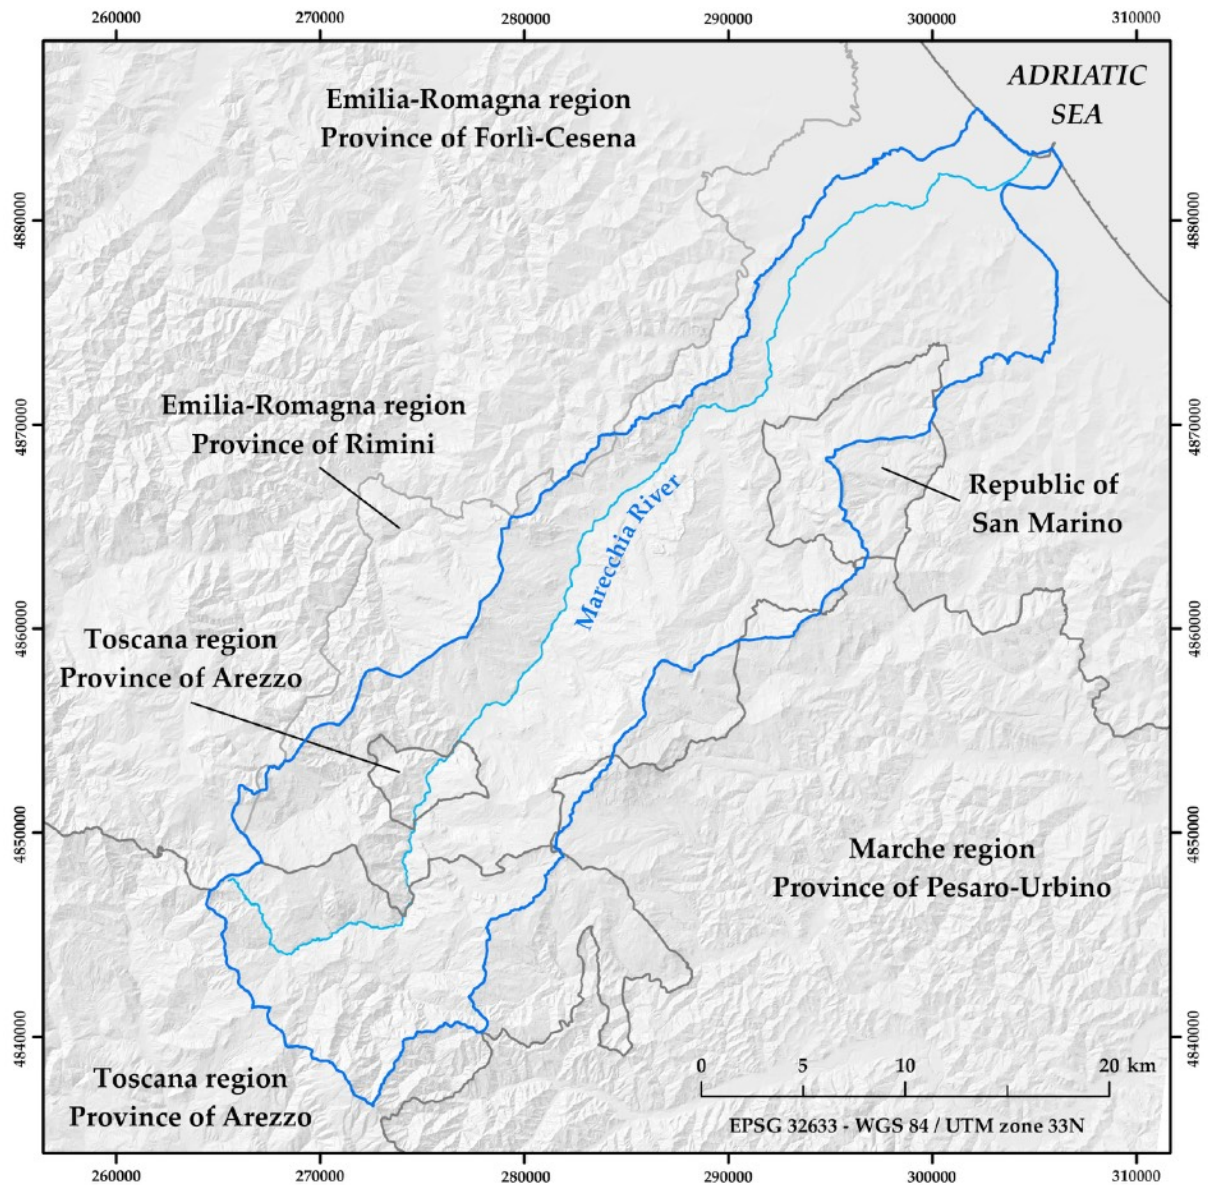 260000 270000 280000 290000 300000 310000
ADRIATIC
SEA
Emilia-Romagna region
Province of Forlì-Cesena
4880000 4880000
Emilia-Romagna region
Province of Rimini
4870000 4870000
Republic of
San Marino
Marecchia River
4860000 4860000
Toscana region
Province of Arezzo
4850000 4850000
Marche region
Province of Pesaro-Urbino
4840000 4840000
0 5 10 20 km
Toscana region
Province of Arezzo
EPSG 32633 - WGS 84 / UTM zone 33N
260000 270000 280000 290000 300000 310000